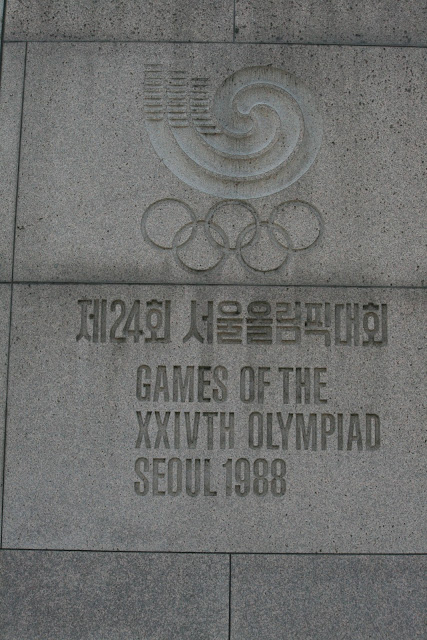 제24회 서울올림픽대회
GAMES OF THE
XXIVTH OLYMPIAD
SEOUL 1988